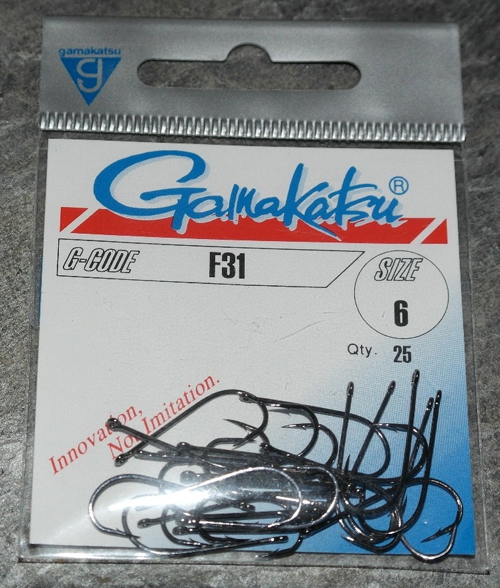 gamakatsu
g
Gamakatsu®
G-CODE F31
SIZE
6
Qty. 25
Innovation,
Not Imitation.